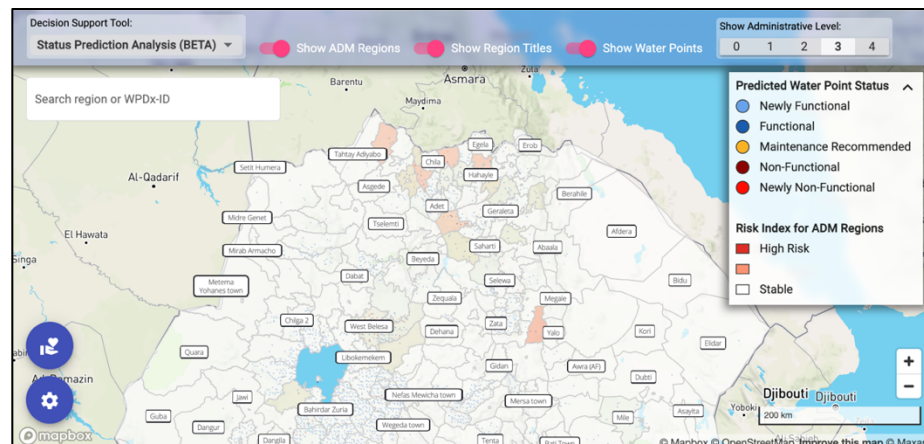 Decision Support Tool:
Status Prediction Analysis (BETA)
Show ADM Regions
Show Region Titles
Show Water Points
Show Administrative Level:
0 1 2 3 4
Search region or WPDx-ID
Predicted Water Point Status
Newly Functional
Functional
Maintenance Recommended
Non-Functional
Newly Non-Functional
Risk Index for ADM Regions
High Risk
Stable
Barentu
Asmara
Zula
Maydima
Tahtay Adiyabo
Chila
Egela
Erob
Setit Humera
Hahayle
Al-Qadarif
Asgede
Berahile
Adet
Geraleta
Midre Genet
Tselemti
Afdera
El Hawata
Saharti
Abaala
Mirab Armacho
Beyeda
Singa
Dabat
Selewa
Bidu
Metema
Yohanes town
Zequala
Megale
Chilga 2
West Belesa
Dehana
Zata
Yalo
Kori
Elidar
Quara
Libokemekem
Gidan
Awra (AF)
Dubti
Jawi
Nefas Mewicha town
Mersa town
Djibouti
Yoboki
Djibouti
Guba
Bahirdar Zuria
Mile
Asayita
200 km
Dangur
Wegeda town
Dangla
Tenta
mapbox
© Mapbox © OpenStreetMap Improve this map